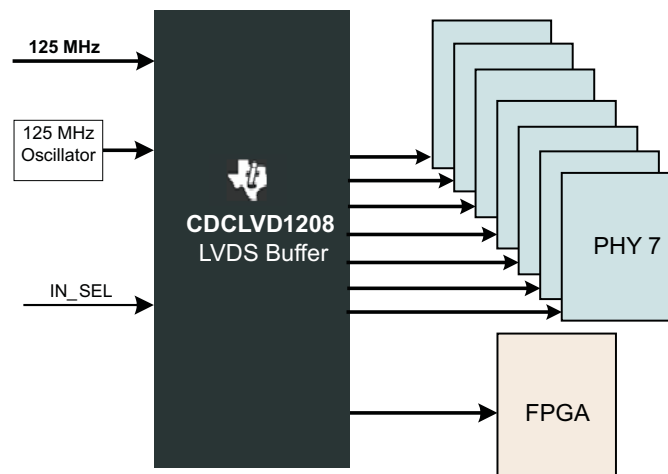 125 MHz
125 MHz
Oscillator
IN_SEL
CDCLVD1208
LVDS Buffer
PHY 7
FPGA